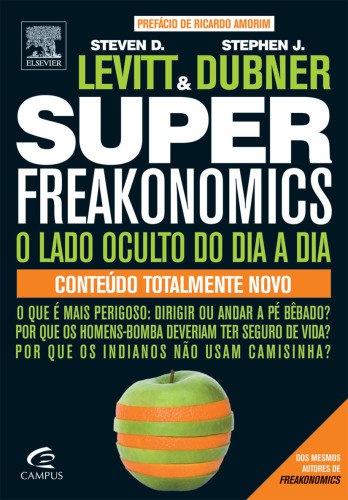 PREFÁCIO DE RICARDO AMORIM
ELSEVIER
STEVEN D. STEPHEN J.
LEVITT & DUBNER
SUPER
FREAKONOMICS
O LADO OCULTO DO DIA A DIA
CONTEÚDO TOTALMENTE NOVO
O QUE É MAIS PERIGOSO: DIRIGIR OU ANDAR A PÉ BÊBADO?
POR QUE OS HOMENS-BOMBA DEVERIAM TER SEGURO DE VIDA?
POR QUE OS INDIANOS NÃO USAM CAMISINHA?
CAMPUS
DOS MESMOS
AUTORES DE
FREAKONOMICS